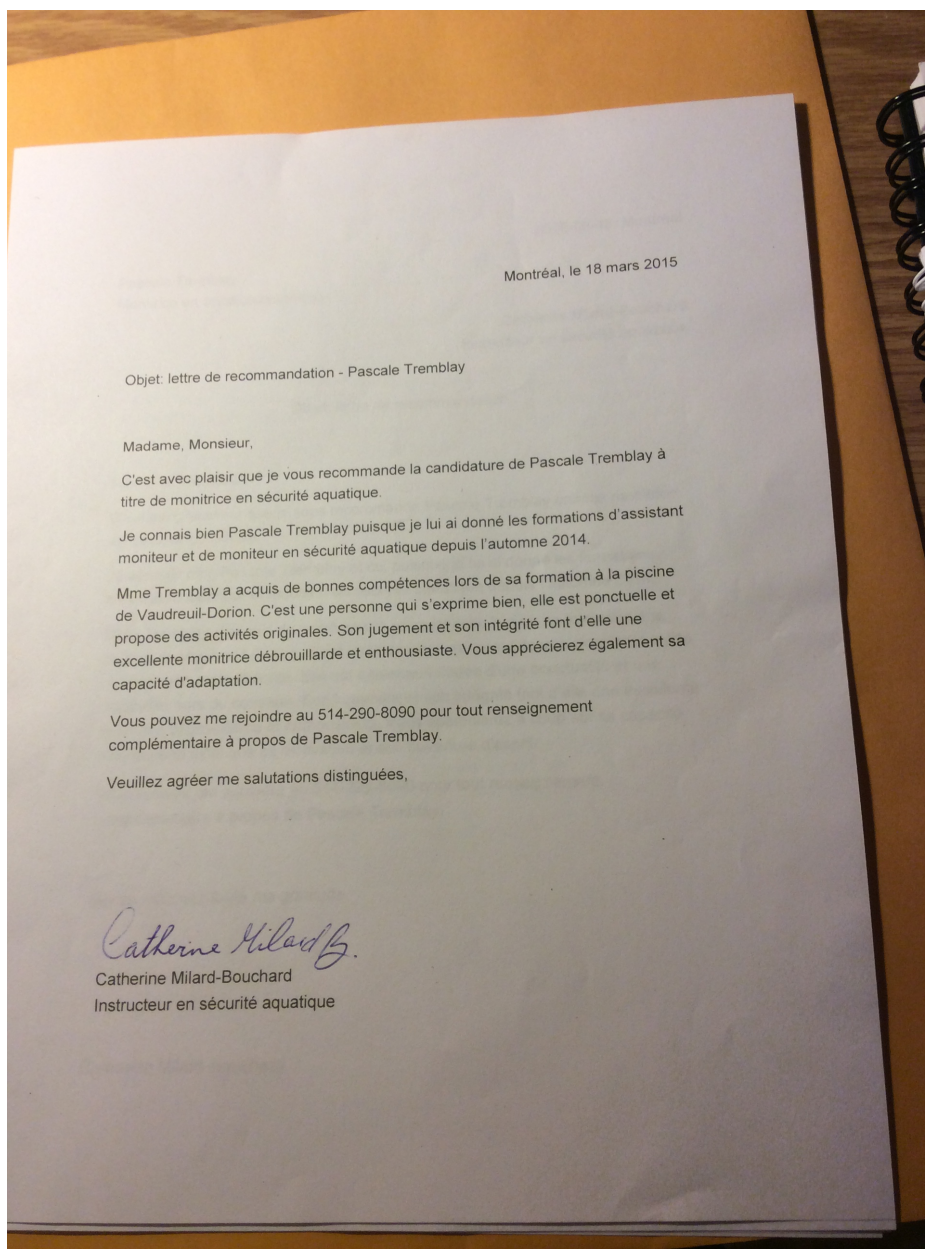 Montréal, le 18 mars 2015
Objet: lettre de recommandation - Pascale Tremblay
Madame, Monsieur,
C'est avec plaisir que je vous recommande la candidature de Pascale Tremblay à
titre de monitrice en sécurité aquatique.
Je connais bien Pascale Tremblay puisque je lui ai donné les formations d'assistant
moniteur et de moniteur en sécurité aquatique depuis l'automne 2014.
Mme Tremblay a acquis de bonnes compétences lors de sa formation à la piscine
de Vaudreuil-Dorion. C'est une personne qui s'exprime bien, elle est ponctuelle et
propose des activités originales. Son jugement et son intégrité font d'elle une
excellente monitrice débrouillarde et enthousiaste. Vous apprécierez également sa
capacité d'adaptation.
Vous pouvez me rejoindre au 514-290-8090 pour tout renseignement
complémentaire à propos de Pascale Tremblay.
Veuillez agréer me salutations distinguées,
Catherine Milard B.
Catherine Milard-Bouchard
Instructeur en sécurité aquatique